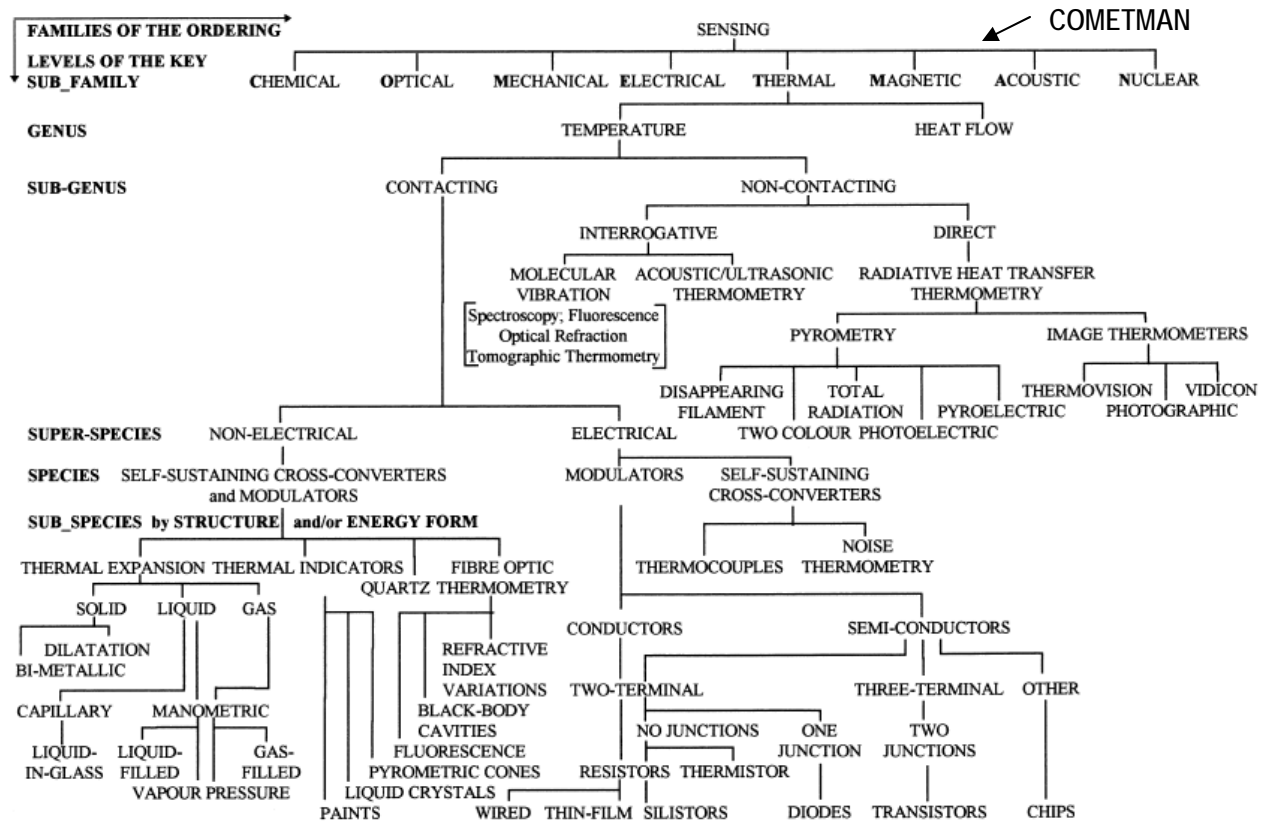 COMETMAN
FAMILIES OF THE ORDERING
SENSING
LEVELS OF THE KEY
SUB_FAMILY
CHEMICAL
OPTICAL
MECHANICAL
ELECTRICAL
THERMAL
MAGNETIC
ACOUSTIC
NUCLEAR
GENUS
TEMPERATURE
HEAT FLOW
SUB-GENUS
CONTACTING
NON-CONTACTING
INTERROGATIVE
DIRECT
MOLECULAR
VIBRATION
ACOUSTIC/ULTRASONIC
THERMOMETRY
RADIATIVE HEAT TRANSFER
THERMOMETRY
Spectroscopy; Fluorescence
Optical Refraction
Tomographic Thermometry
PYROMETRY
IMAGE THERMOMETERS
DISAPPEARING
FILAMENT
TWO COLOUR
TOTAL
RADIATION
PHOTOELECTRIC
PYROELECTRIC
THERMOVISION
PHOTOGRAPHIC
VIDICON
SUPER-SPECIES
NON-ELECTRICAL
ELECTRICAL
SPECIES
SELF-SUSTAINING CROSS-CONVERTERS
and MODULATORS
MODULATORS
SELF-SUSTAINING
CROSS-CONVERTERS
SUB_SPECIES by STRUCTURE and/or ENERGY FORM
THERMAL EXPANSION
THERMAL INDICATORS
QUARTZ
FIBRE OPTIC
THERMOMETRY
THERMOCOUPLES
NOISE
THERMOMETRY
SOLID
LIQUID
GAS
DILATATION
BI-METALLIC
CAPILLARY
MANOMETRIC
LIQUID-
IN-GLASS
LIQUID-
FILLED
VAPOUR PRESSURE
GAS-
FILLED
REFRACTIVE
INDEX
VARIATIONS
BLACK-BODY
CAVITIES
FLUORESCENCE
PYROMETRIC CONES
LIQUID CRYSTALS
PAINTS
CONDUCTORS
SEMI-CONDUCTORS
TWO-TERMINAL
THREE-TERMINAL
OTHER
NO JUNCTIONS
ONE
JUNCTION
TWO
JUNCTIONS
RESISTORS
THERMISTOR
WIRED
THIN-FILM
SILISTORS
DIODES
TRANSISTORS
CHIPS